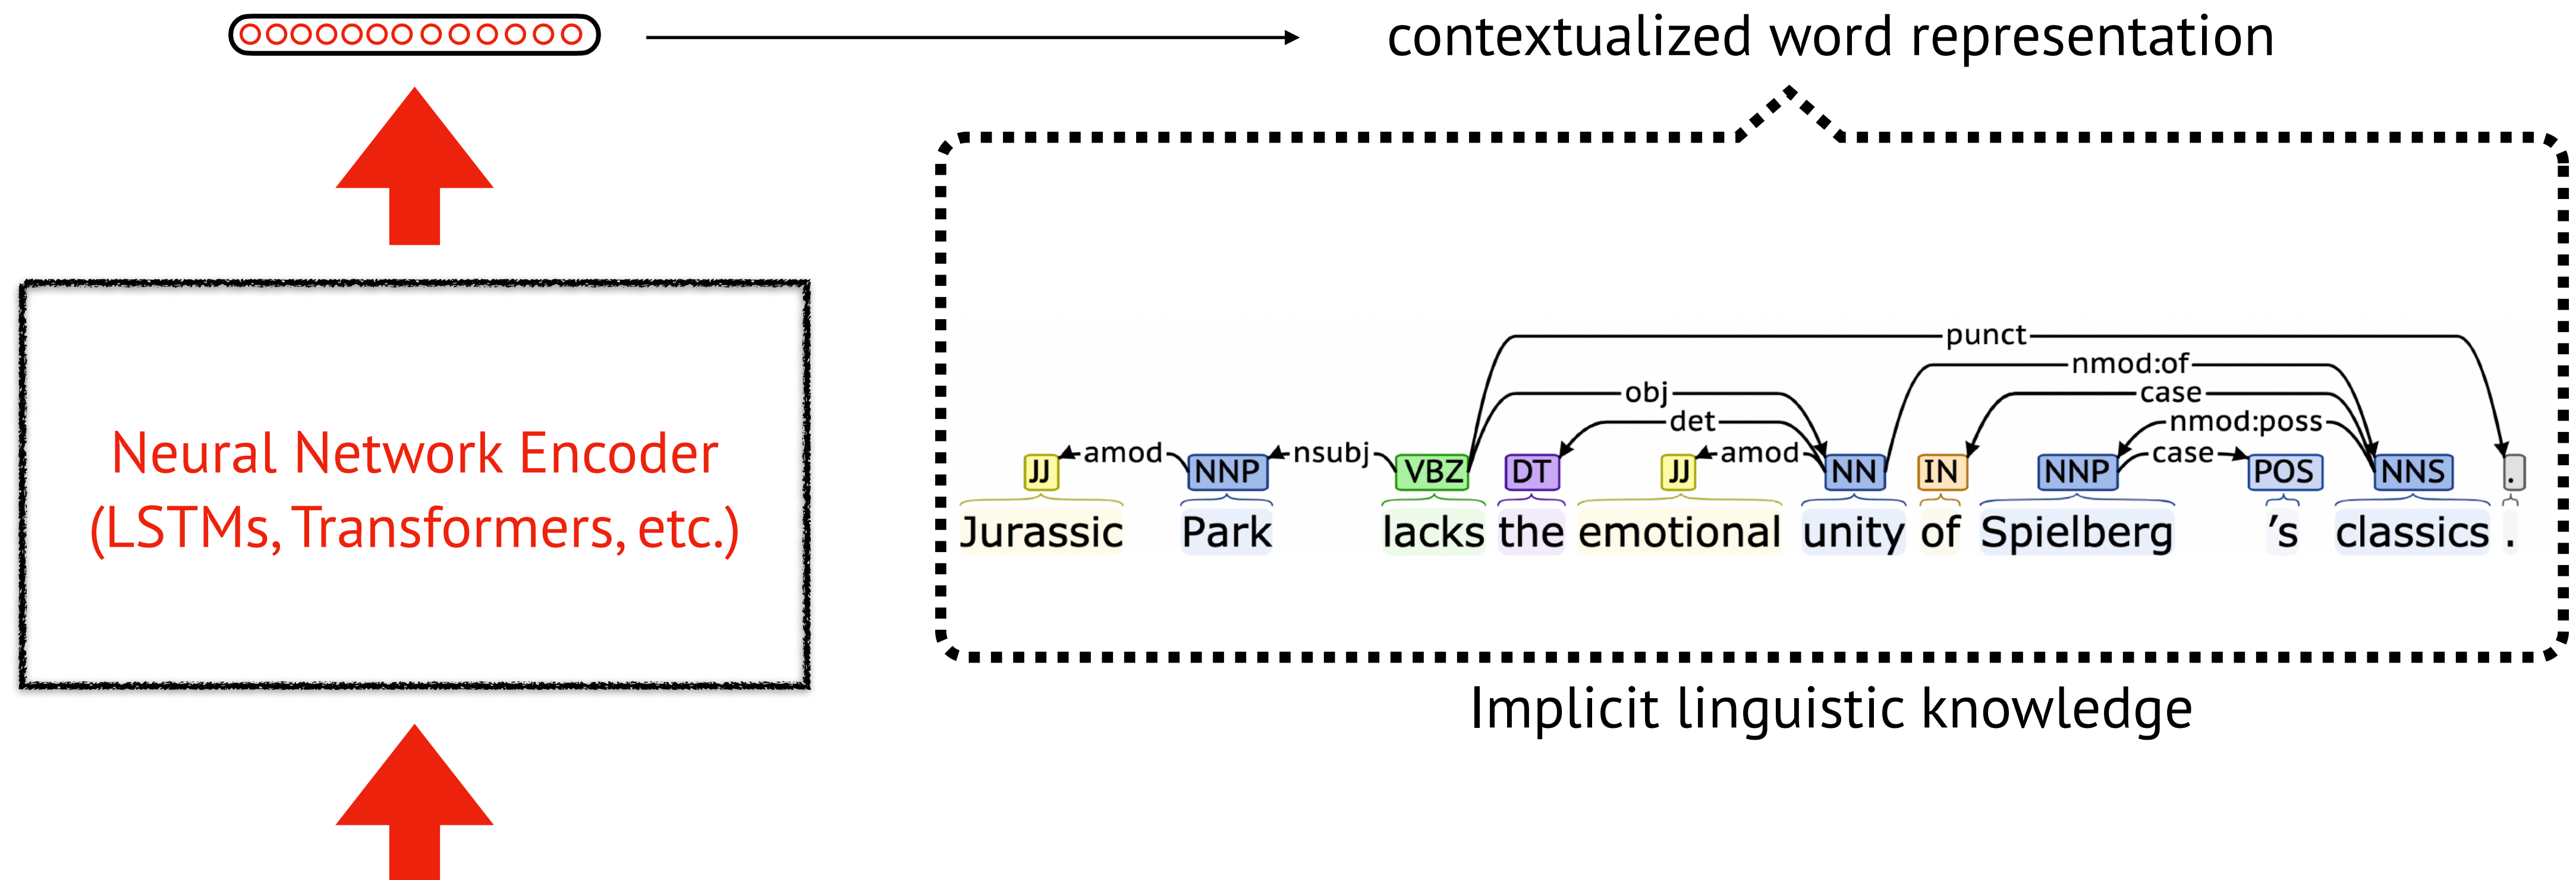 contextualized word representation
Neural Network Encoder
(LSTMs, Transformers, etc.)
punct
nmod:of
obj case
det nmod:poss
amod nsubj amod case
JJ NNP VBZ DT JJ NN IN NNP POS NNS .
Jurassic Park lacks the emotional unity of Spielberg ’s classics .
Implicit linguistic knowledge